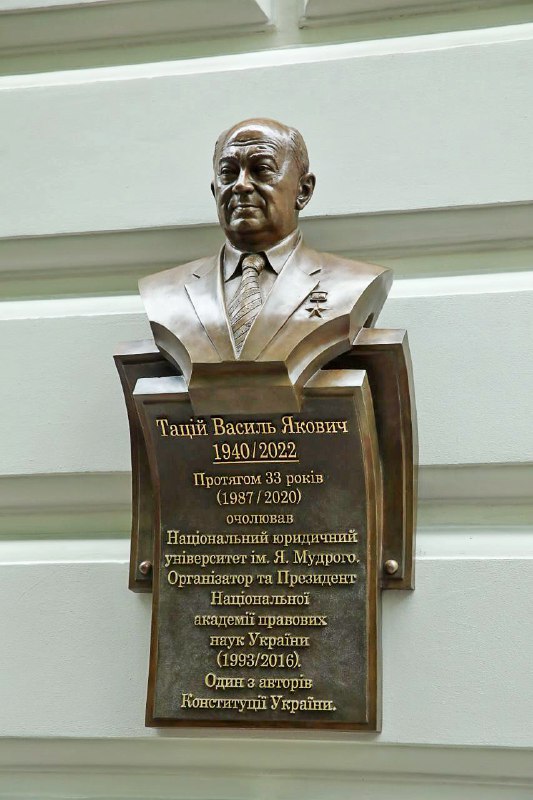 Тацій Василь Якович
1940/2022
Протягом 33 років
(1987/2020)
очолював
Національний юридичний
університет ім. Я. Мудрого.
Організатор та Президент
Національної
академії правових
наук України
(1993/2016).
Один з авторів
Конституції України.